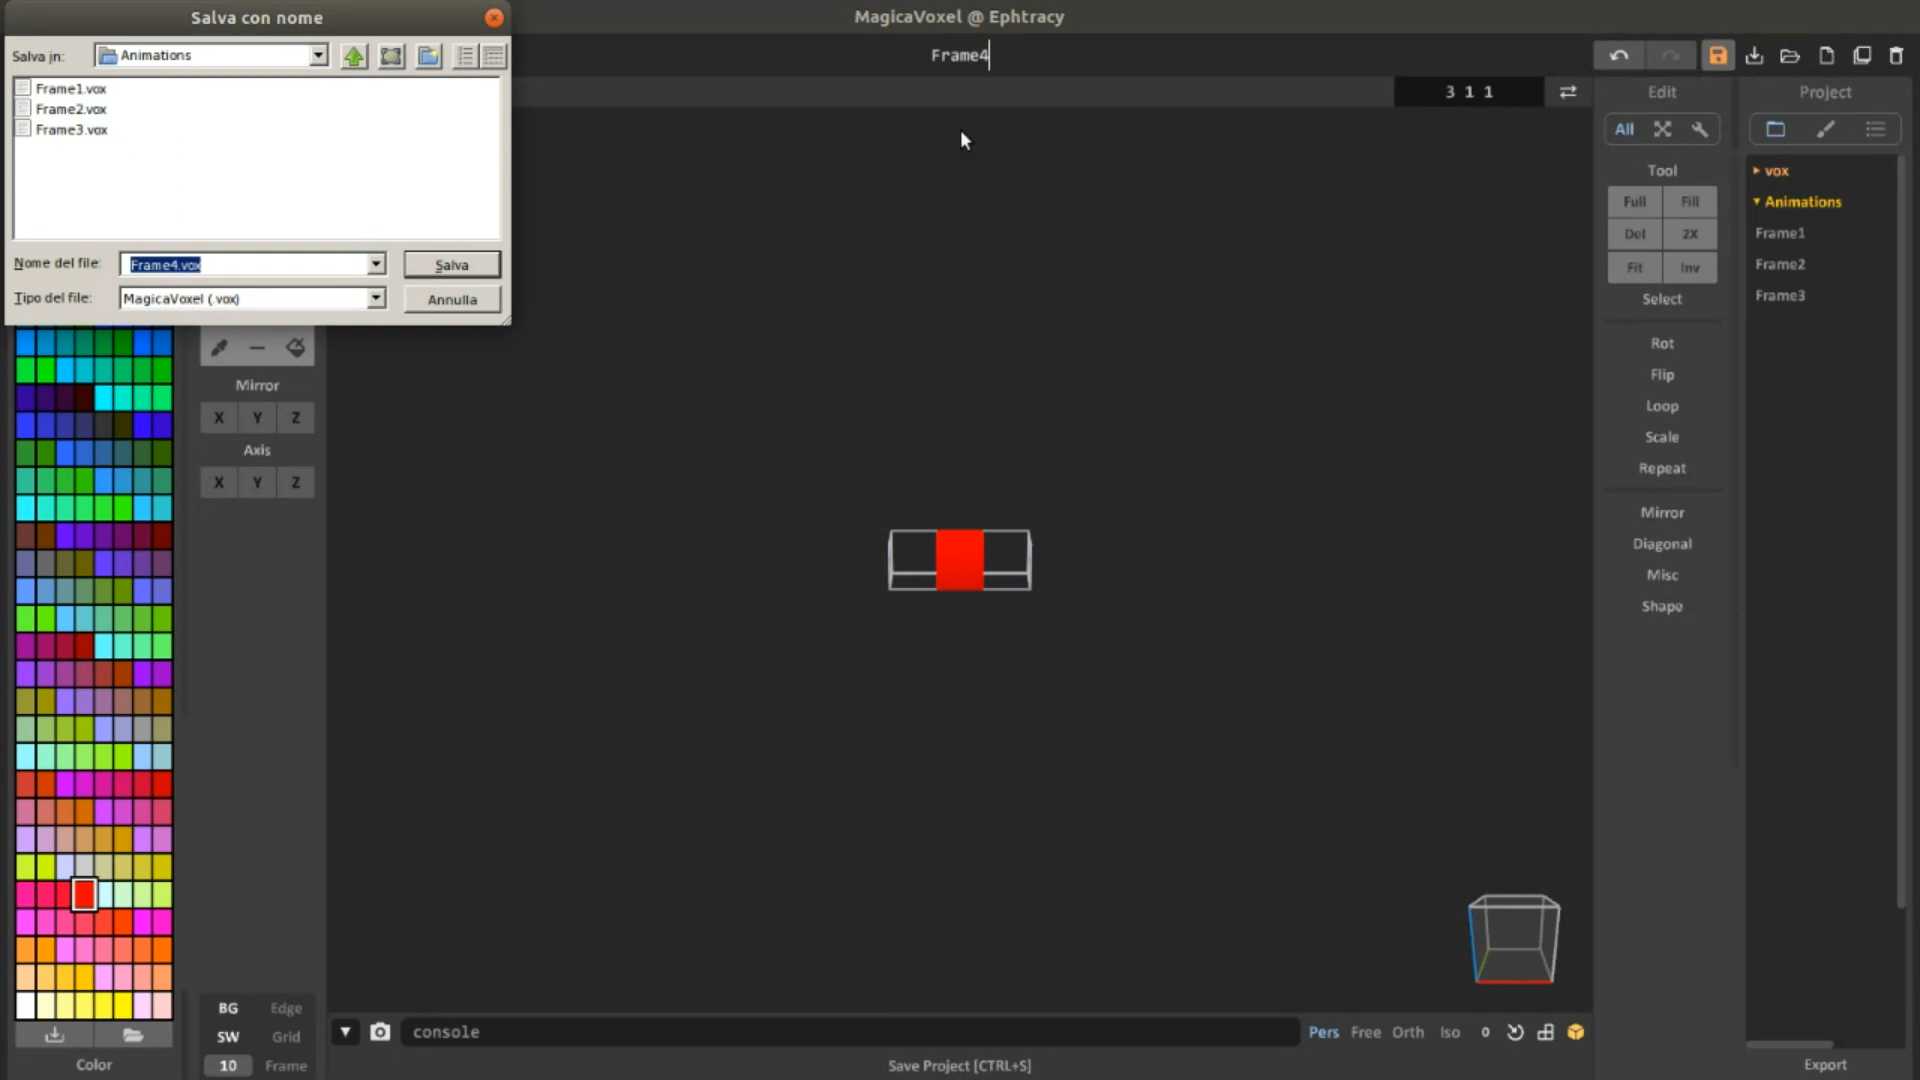 Salva con nome
MagicaVoxel @ Ephtracy
Salva in:
Animations
Frame4
3 1 1
Frame1.vox
Frame2.vox
Frame3.vox
Nome del file:
Frame4.vox
Salva
Tipo del file:
MagicaVoxel (.vox)
Annulla
Mirror
X Y Z
Axis
X Y Z
BG Edge
SW Grid
10 Frame
Color
console
Pers Free Orth Iso 0
Save Project [CTRL+S]
Edit
All
Tool
Full Fill
Del 2X
Fit Inv
Select
Rot
Flip
Loop
Scale
Repeat
Mirror
Diagonal
Misc
Shape
Project
vox
Animations
Frame1
Frame2
Frame3
Export